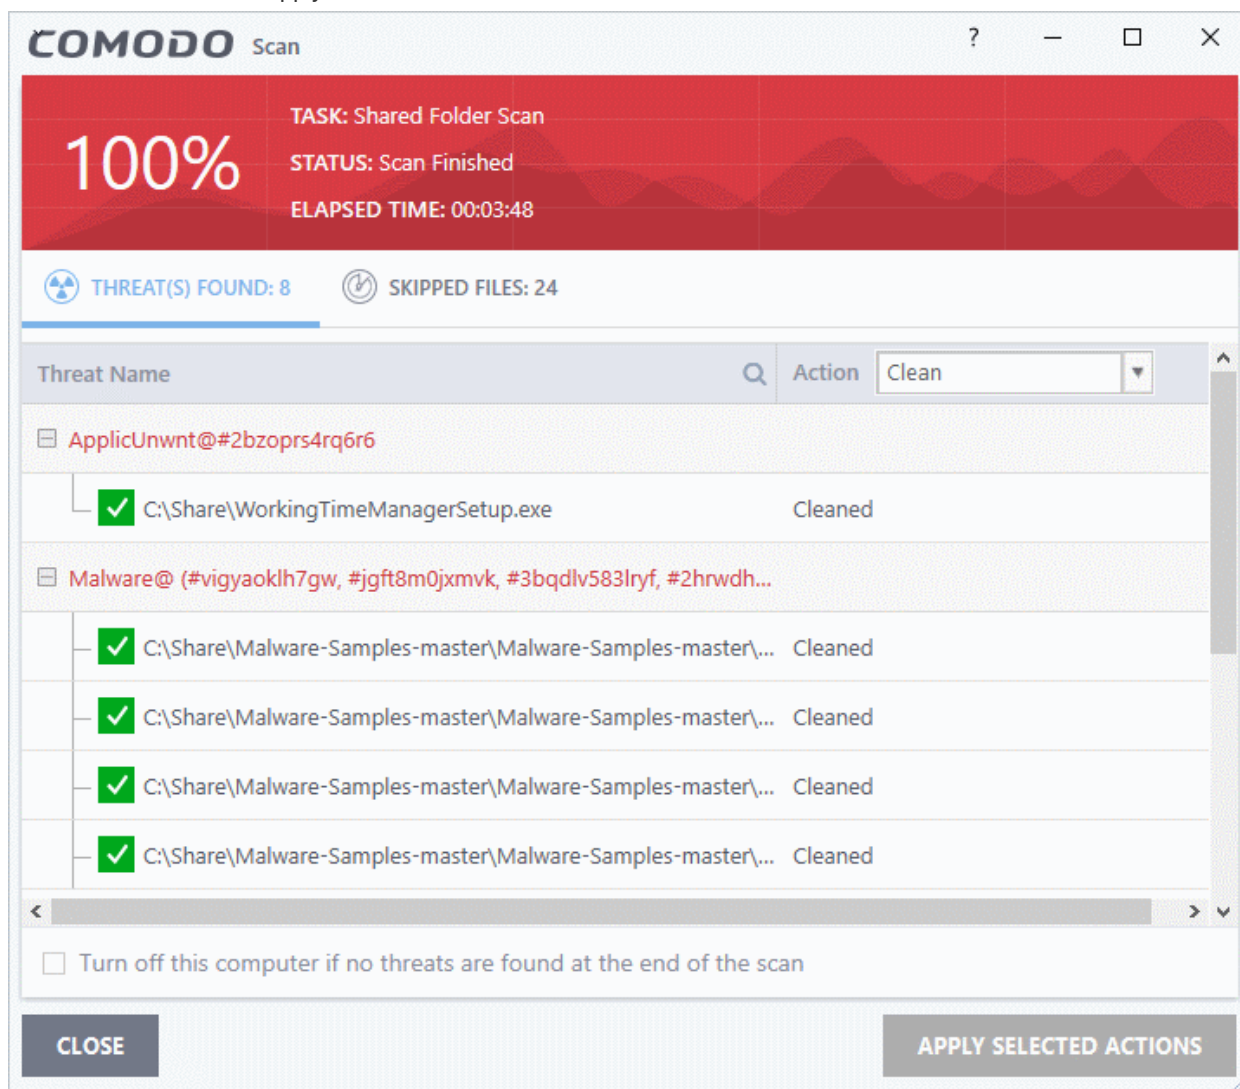 COMODO Scan
?
100%
TASK: Shared Folder Scan
STATUS: Scan Finished
ELAPSED TIME: 00:03:48
THREAT(S) FOUND: 8
SKIPPED FILES: 24
Threat Name
Action
Clean
ApplicUnwnt@#2bzoprs4rq6r6
C:\Share\WorkingTimeManagerSetup.exe
Cleaned
Malware@ (#vigyaoklh7gw, #jgft8m0jxmvk, #3bqdlv583lryf, #2hrwdh...
C:\Share\Malware-Samples-master\Malware-Samples-master\...
Cleaned
C:\Share\Malware-Samples-master\Malware-Samples-master\...
Cleaned
C:\Share\Malware-Samples-master\Malware-Samples-master\...
Cleaned
C:\Share\Malware-Samples-master\Malware-Samples-master\...
Cleaned
Turn off this computer if no threats are found at the end of the scan
CLOSE
APPLY SELECTED ACTIONS